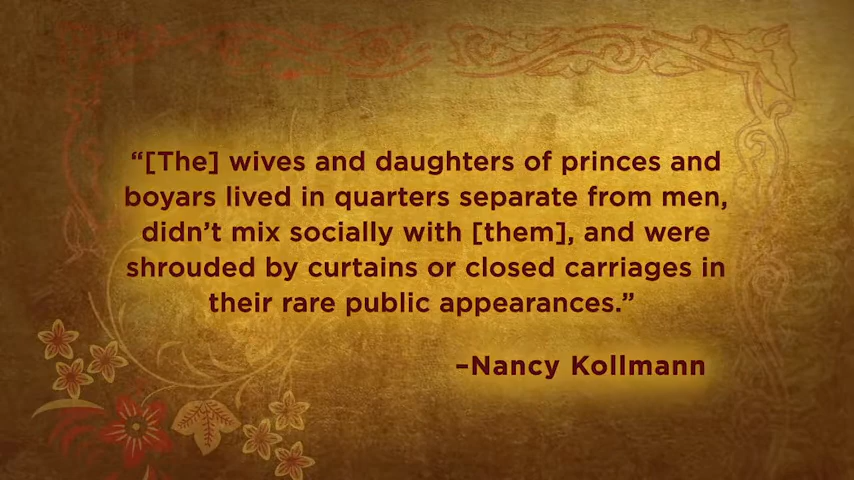 “[The] wives and daughters of princes and
boyars lived in quarters separate from men,
didn’t mix socially with [them], and were
shrouded by curtains or closed carriages in
their rare public appearances.”
–Nancy Kollmann